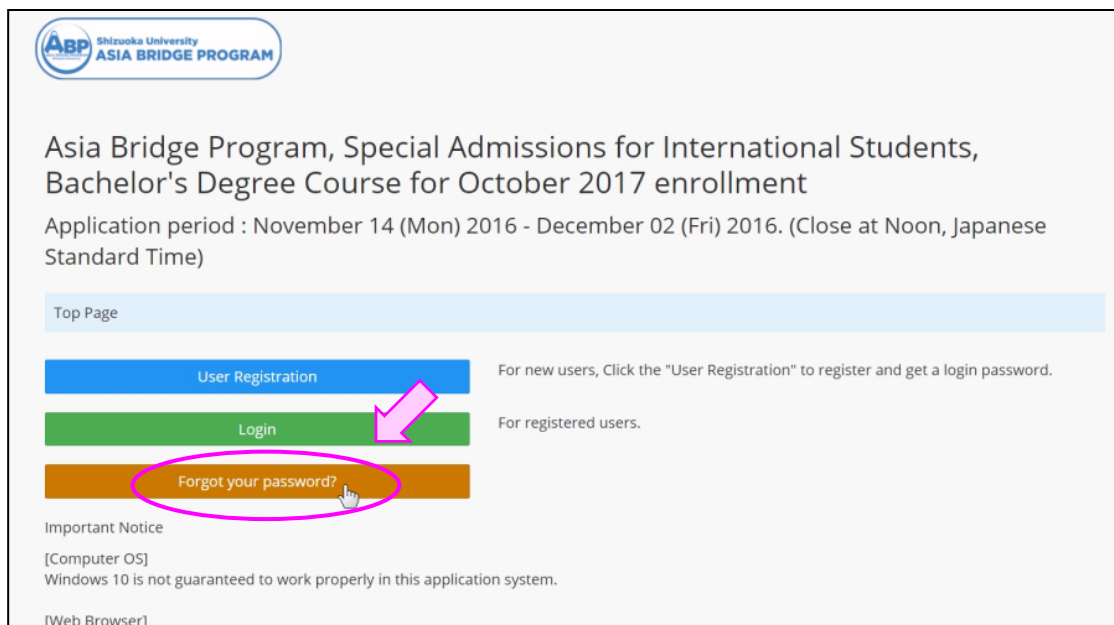 ABP Shizuoka University
ASIA BRIDGE PROGRAM
Asia Bridge Program, Special Admissions for International Students,
Bachelor's Degree Course for October 2017 enrollment
Application period : November 14 (Mon) 2016 - December 02 (Fri) 2016. (Close at Noon, Japanese
Standard Time)
Top Page
User Registration
For new users, Click the "User Registration" to register and get a login password.
Login
For registered users.
Forgot your password?
Important Notice
[Computer OS]
Windows 10 is not guaranteed to work properly in this application system.
[Web Browser]